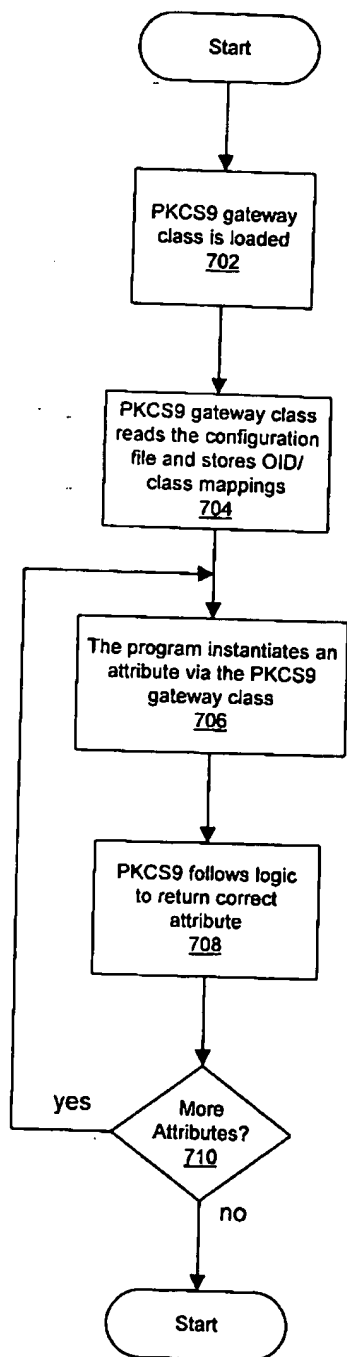 Start
PKCS9 gateway
class is loaded
702
PKCS9 gateway class
reads the configuration
file and stores OID/
class mappings
704
The program instantiates an
attribute via the PKCS9
gateway class
706
PKCS9 follows logic
to return correct
attribute
708
yes
More
Attributes?
710
no
Start